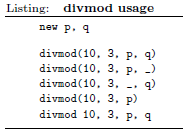 Listing: divmod usage
new p, q
divmod(10, 3, p, q)
divmod(10, 3, p, _)
divmod(10, 3, _, q)
divmod(10, 3, p)
divmod 10, 3, p, q